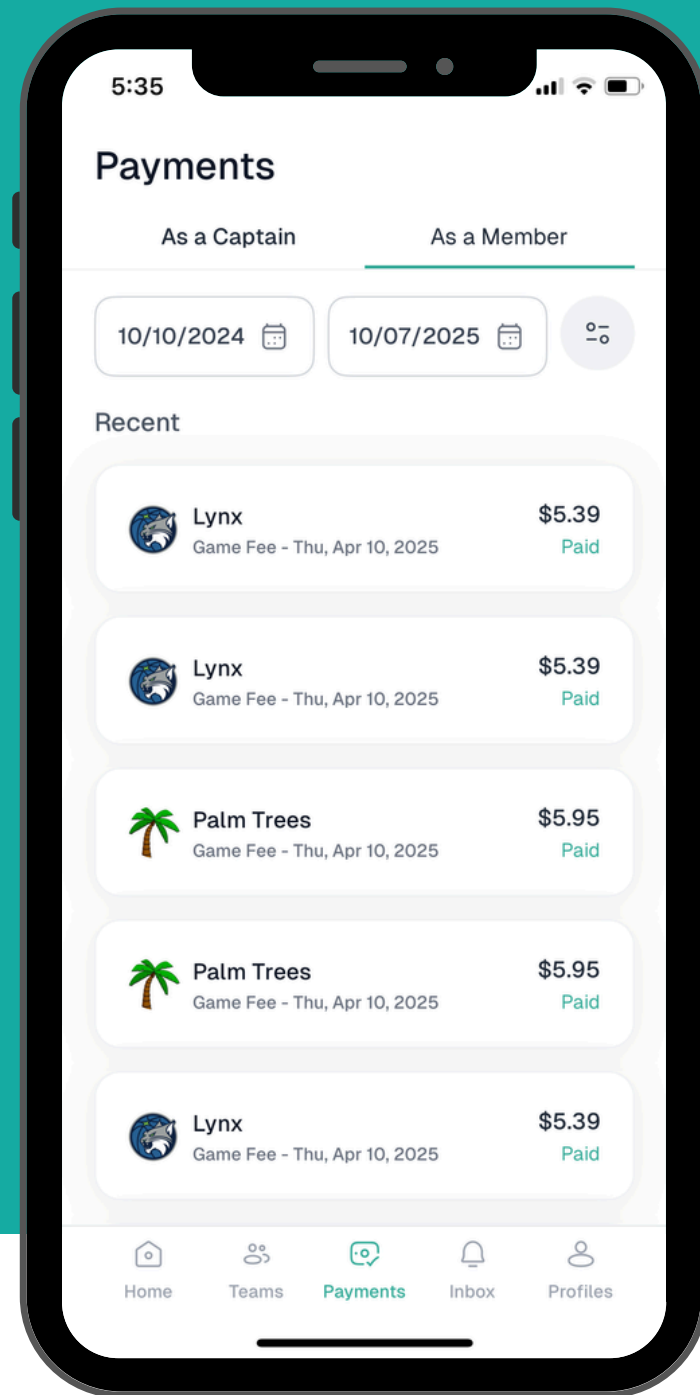 5:35
Payments
As a Captain As a Member
10/10/2024 10/07/2025
Recent
Lynx $5.39
Game Fee - Thu, Apr 10, 2025 Paid
Lynx $5.39
Game Fee - Thu, Apr 10, 2025 Paid
Palm Trees $5.95
Game Fee - Thu, Apr 10, 2025 Paid
Palm Trees $5.95
Game Fee - Thu, Apr 10, 2025 Paid
Lynx $5.39
Game Fee - Thu, Apr 10, 2025 Paid
Home Teams Payments Inbox Profiles